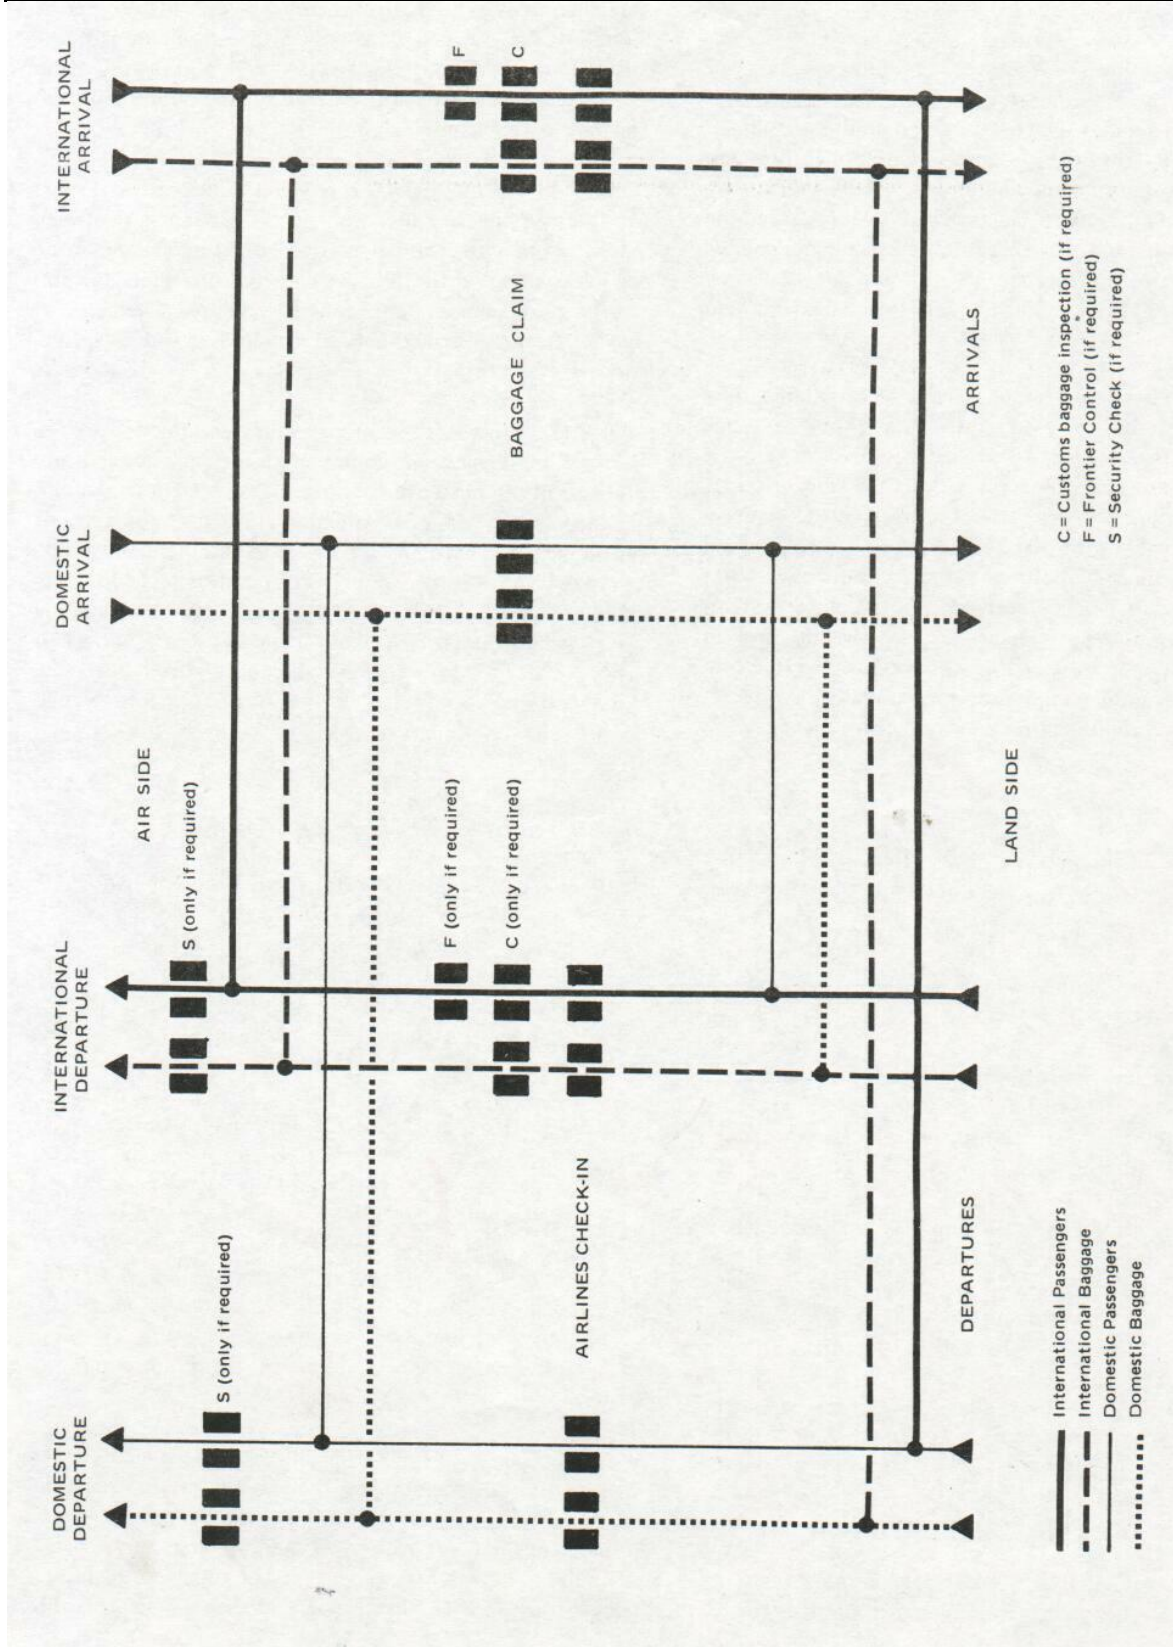 DOMESTIC
DEPARTURE
INTERNATIONAL
DEPARTURE
DOMESTIC
ARRIVAL
INTERNATIONAL
ARRIVAL
AIR SIDE
S (only if required)
S (only if required)
F (only if required)
F
C (only if required)
C
BAGGAGE CLAIM
AIRLINES CHECK-IN
DEPARTURES
ARRIVALS
LAND SIDE
International Passengers
International Baggage
Domestic Passengers
Domestic Baggage
C = Customs baggage inspection (if required)
F = Frontier Control (if required)
S = Security Check (if required)